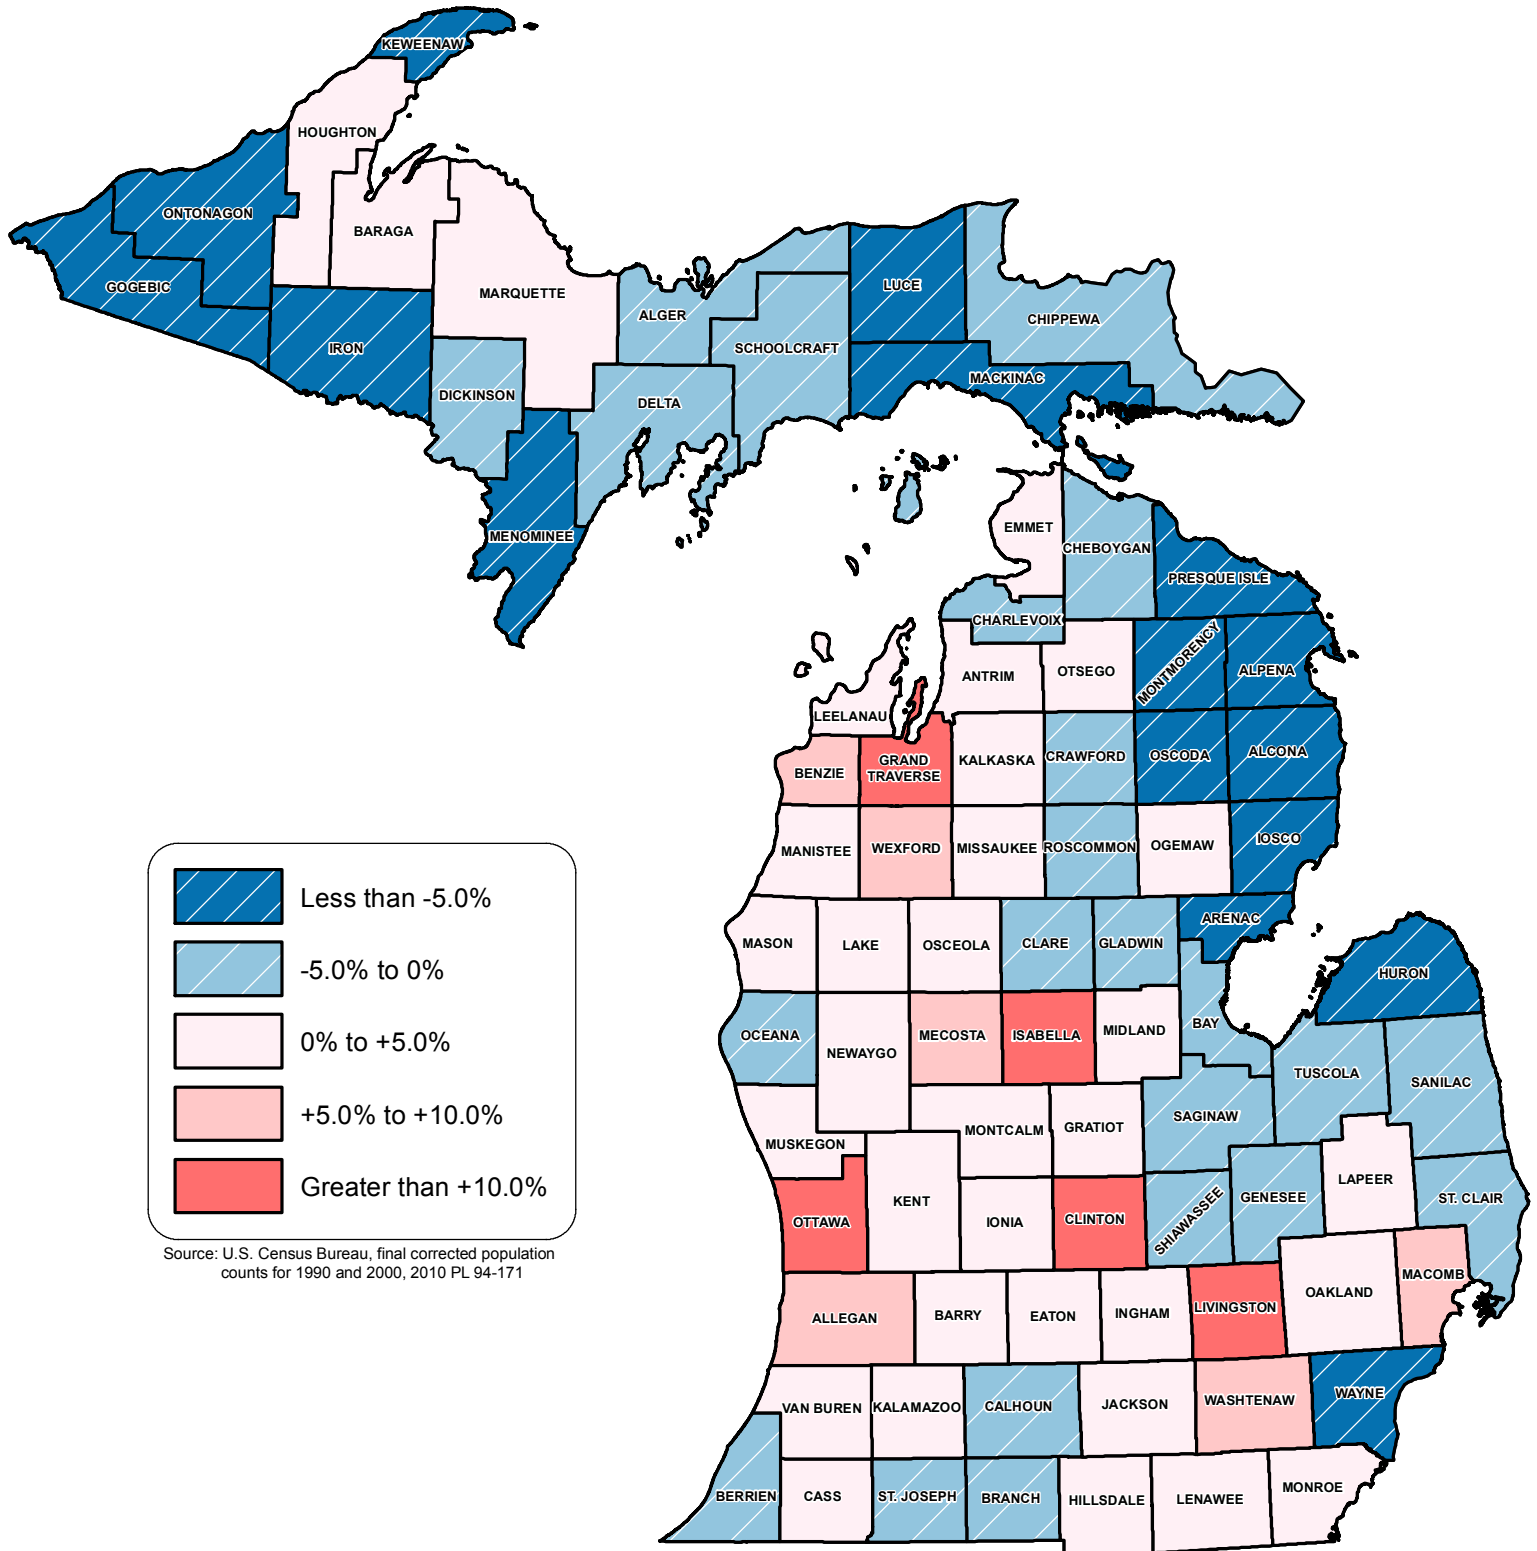 KEWEENAW
HOUGHTON
ONTONAGON
BARAGA
GOGEBIC
MARQUETTE
LUCE
ALGER
CHIPPEWA
IRON
SCHOOLCRAFT
MACKINAC
DICKINSON
DELTA
EMMET
MENOMINEE
CHEBOYGAN
PRESQUE ISLE
CHARLEVOIX
MONTMORENCY
ALPENA
OTSEGO
ANTRIM
LEELANAU
ALCONA
OSCODA
CRAWFORD
KALKASKA
GRAND
TRAVERSE
BENZIE
IOSCO
OGEMAW
ROSCOMMON
MISSAUKEE
WEXFORD
MANISTEE
Less than -5.0%
-5.0% to 0%
0% to +5.0%
+5.0% to +10.0%
Greater than +10.0%
Source: U.S. Census Bureau, final corrected population
counts for 1990 and 2000, 2010 PL 94-171
ARENAC
MASON
LAKE
OSCEOLA
CLARE
GLADWIN
HURON
OCEANA
NEWAYGO
MECOSTA
ISABELLA
MIDLAND
BAY
TUSCOLA
SANILAC
MUSKEGON
MONTCALM
GRATIOT
SAGINAW
LAPEER
ST. CLAIR
GENESEE
SHIAWASSEE
OTTAWA
KENT
IONIA
CLINTON
MACOMB
OAKLAND
LIVINGSTON
ALLEGAN
BARRY
EATON
INGHAM
WAYNE
VAN BUREN
KALAMAZOO
CALHOUN
JACKSON
WASHTENAW
BERRIEN
CASS
ST. JOSEPH
BRANCH
HILLSDALE
LENAWEE
MONROE